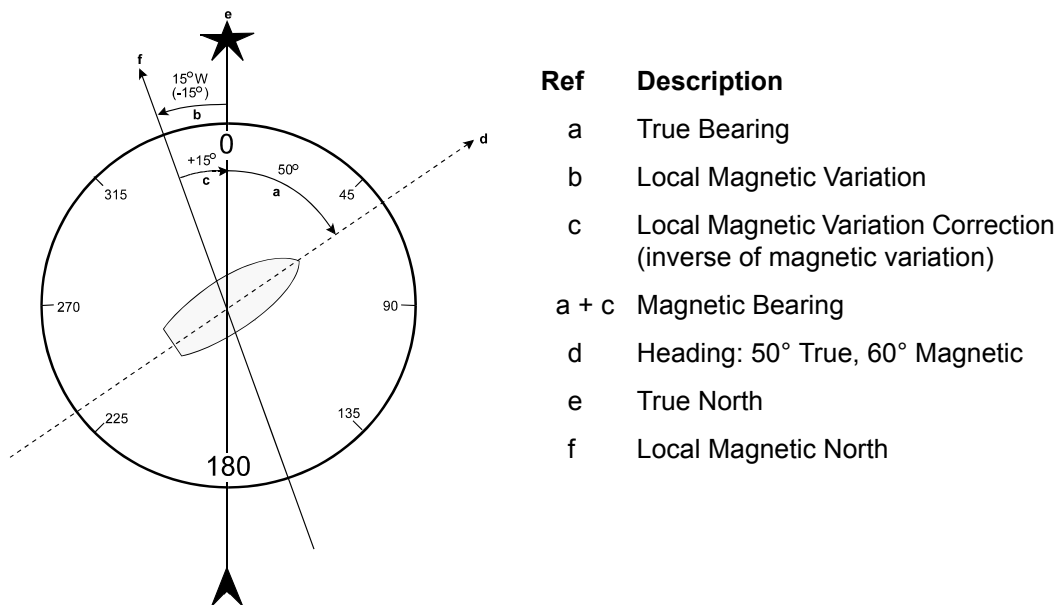 e
f
15°W
(-15°)
b
0
+15°
c
50°
a
d
315
45
270
90
225
135
180
Ref Description
a True Bearing
b Local Magnetic Variation
c Local Magnetic Variation Correction
(inverse of magnetic variation)
a + c Magnetic Bearing
d Heading: 50° True, 60° Magnetic
e True North
f Local Magnetic North